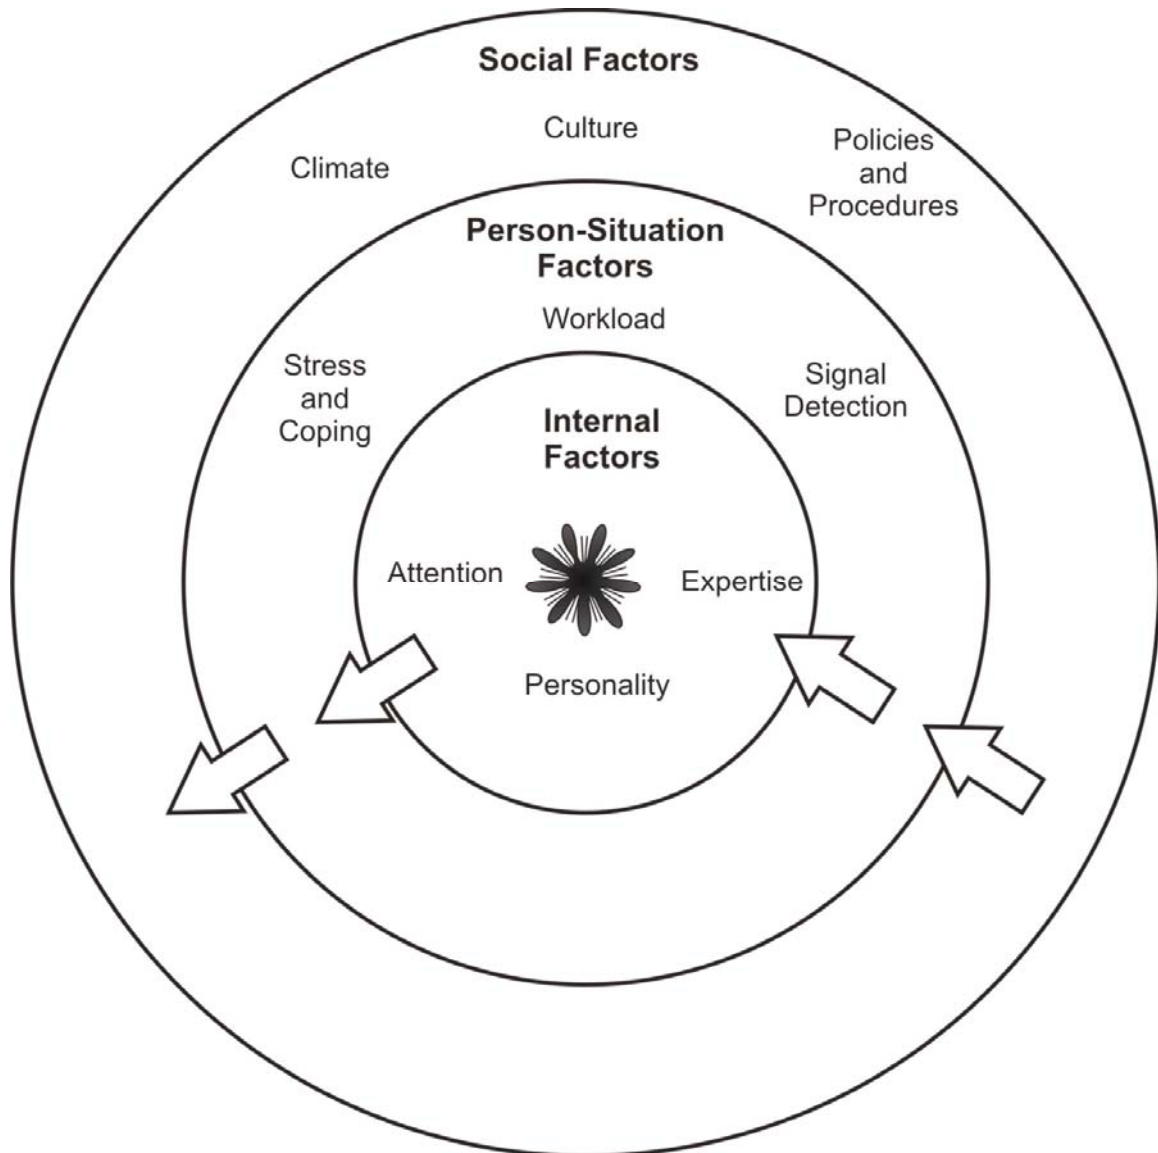 Social Factors
Culture
Climate
Policies
and
Procedures
Person-Situation
Factors
Workload
Stress
and
Coping
Signal
Detection
Internal
Factors
Attention
Expertise
Personality